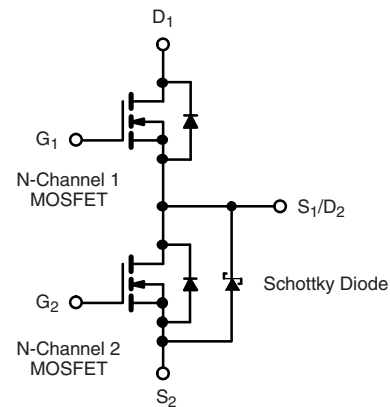 D1
G1
N-Channel 1
MOSFET
S1/D2
Schottky Diode
G2
N-Channel 2
MOSFET
S2